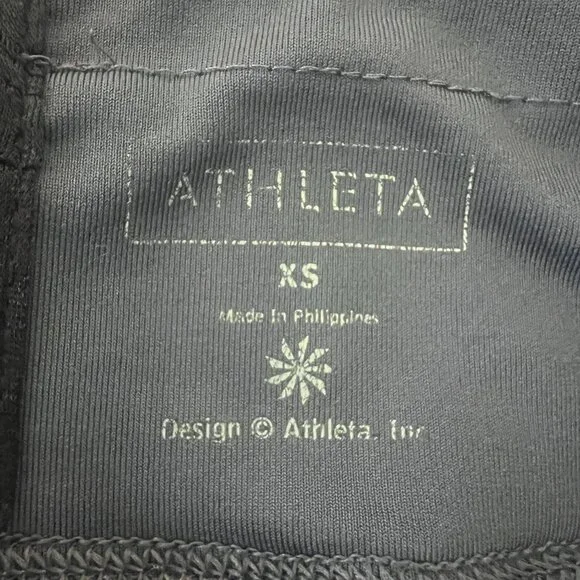 ATHLETA
XS
Made In Philippines
Design © Athleta, Inc